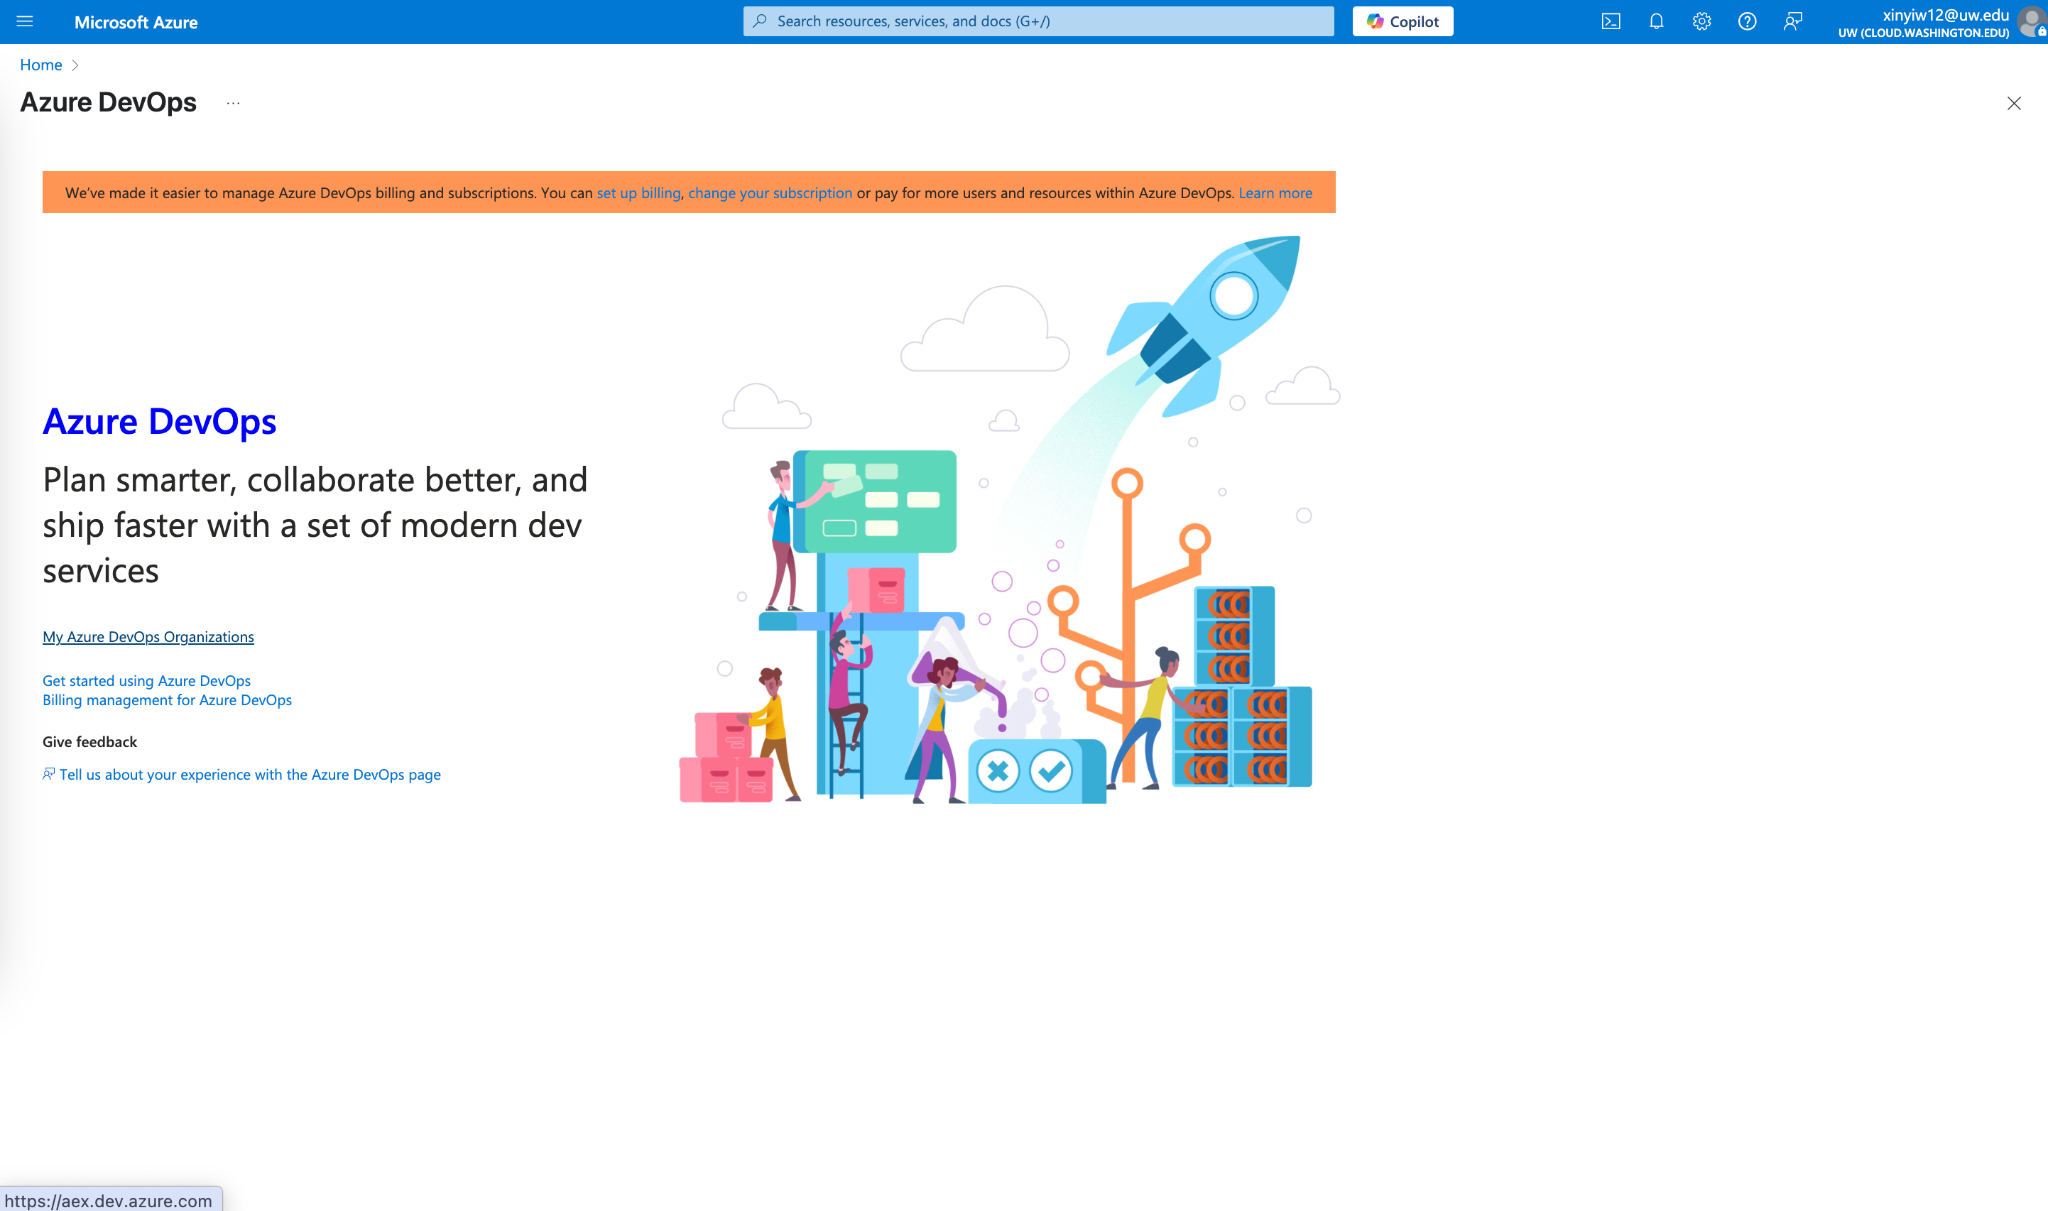 Microsoft Azure
Search resources, services, and docs (G+/)
Copilot
xinyiw12@uw.edu
UW (CLOUD.WASHINGTON.EDU)
Home
Azure DevOps
We've made it easier to manage Azure DevOps billing and subscriptions. You can set up billing, change your subscription or pay for more users and resources within Azure DevOps. Learn more
Azure DevOps
Plan smarter, collaborate better, and
ship faster with a set of modern dev
services
My Azure DevOps Organizations
Get started using Azure DevOps
Billing management for Azure DevOps
Give feedback
Tell us about your experience with the Azure DevOps page
https://aex.dev.azure.com